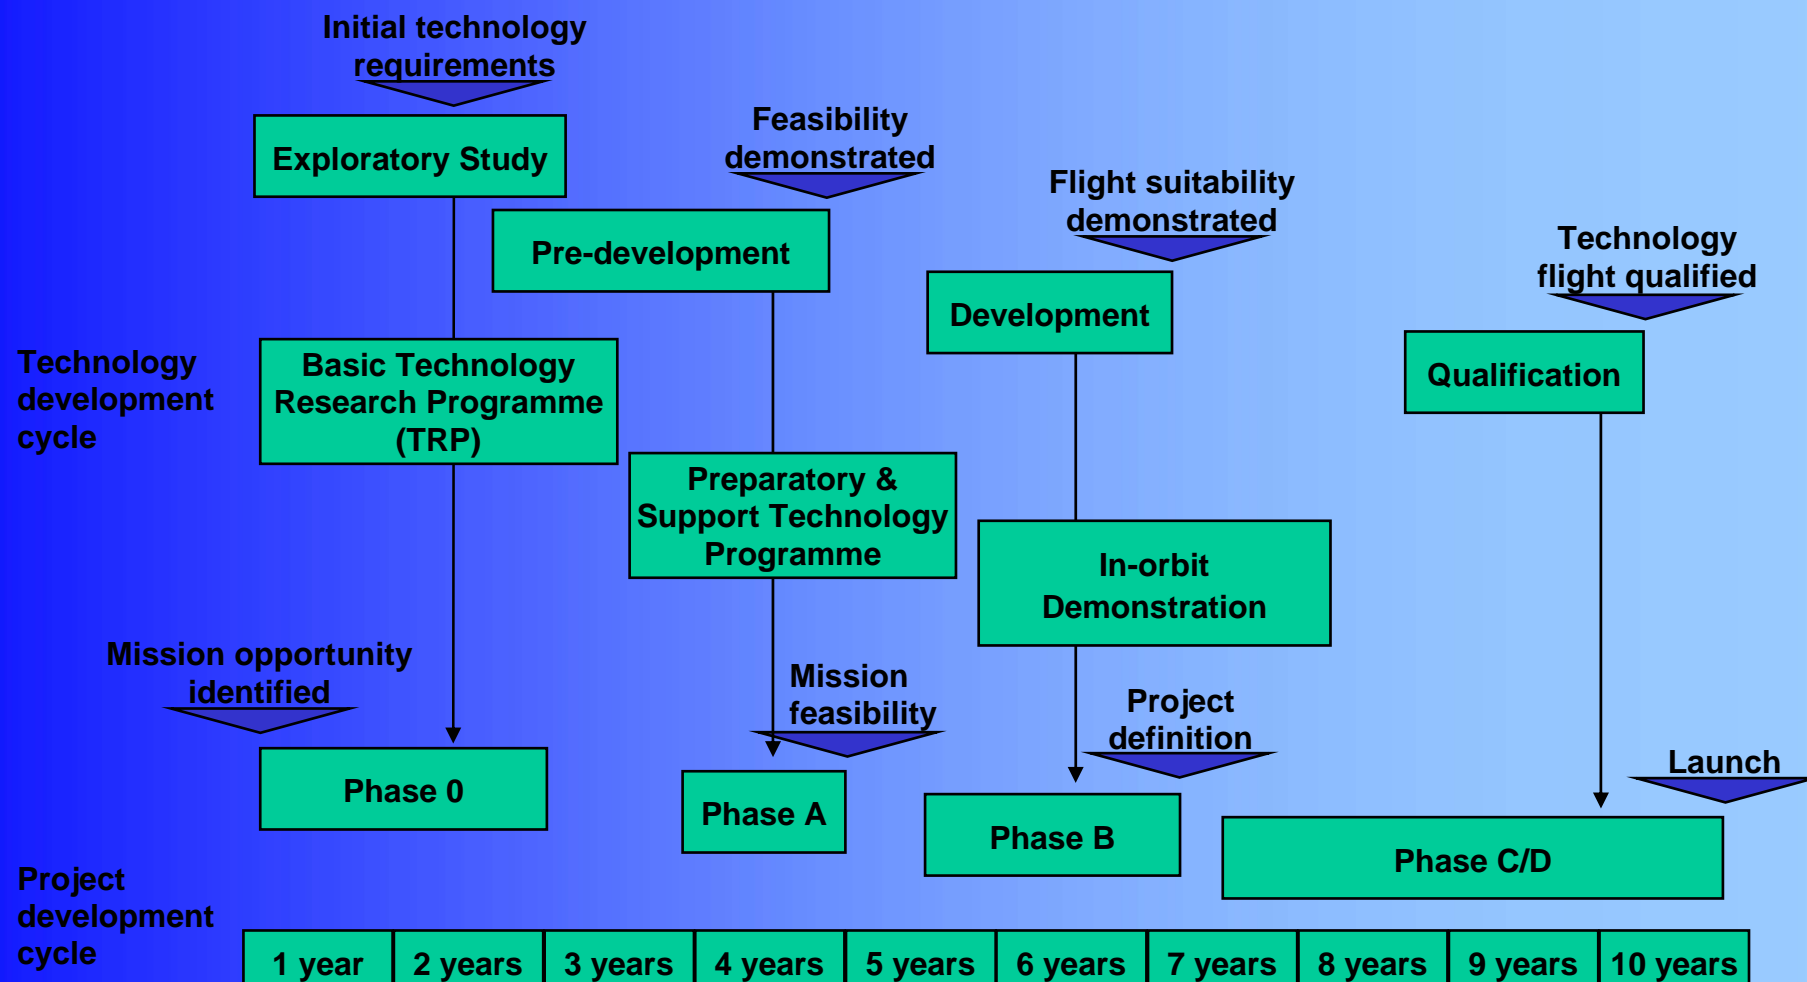 Initial technology
requirements
Exploratory Study
Feasibility
demonstrated
Pre-development
Flight suitability
demonstrated
Development
Technology
flight qualified
Qualification
Technology
development
cycle
Basic Technology
Research Programme
(TRP)
Preparatory &
Support Technology
Programme
In-orbit
Demonstration
Mission opportunity
identified
Phase 0
Mission
feasibility
Phase A
Project
definition
Phase B
Launch
Phase C/D
Project
development
cycle
1 year 2 years 3 years 4 years 5 years 6 years 7 years 8 years 9 years 10 years